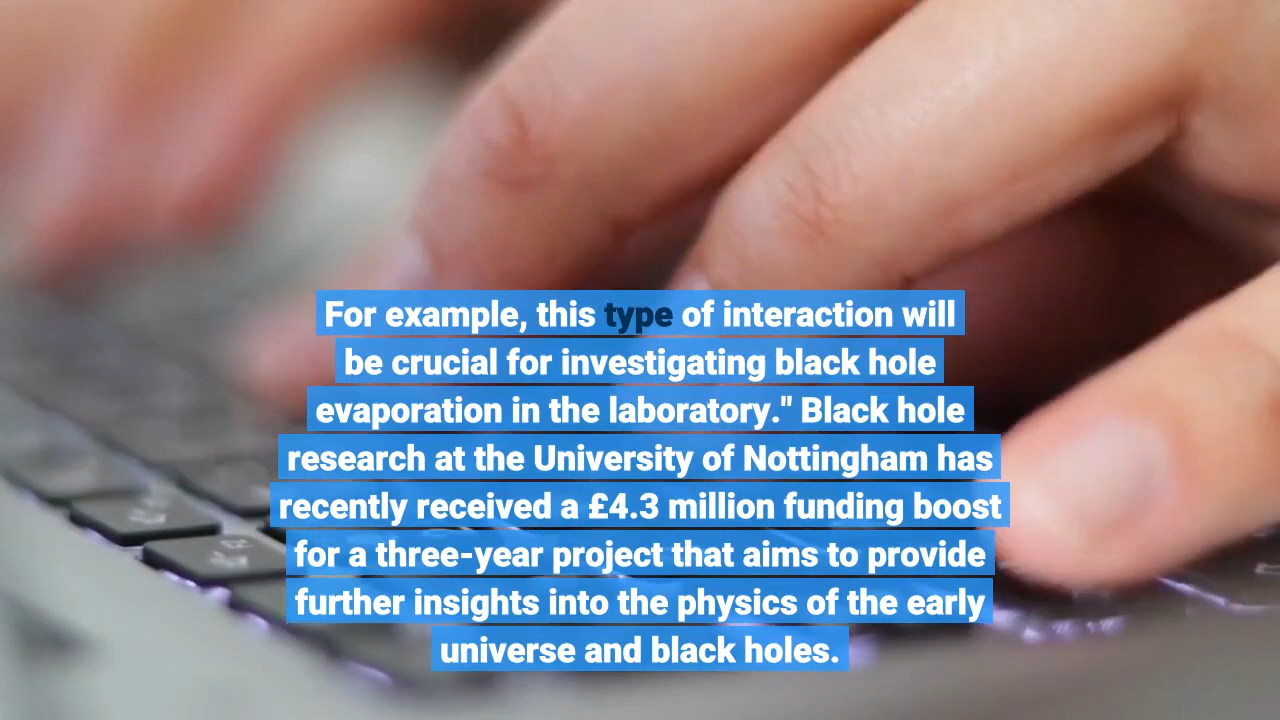 For example, this type of interaction will
be crucial for investigating black hole
evaporation in the laboratory." Black hole
research at the University of Nottingham has
recently received a £4.3 million funding boost
for a three-year project that aims to provide
further insights into the physics of the early
universe and black holes.